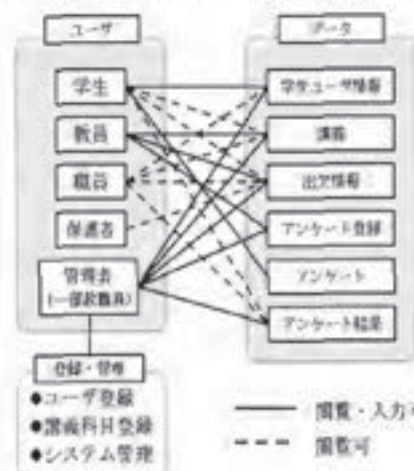 ユーザ
データ
学生
教員
職員
保護者
管理者
(一部教職員)
学生ユーザ情報
講義
出欠情報
アンケート登録
アンケート
アンケート結果
登録・管理
◆ユーザ登録
◆講義科目登録
◆システム管理
閲覧・入力可
閲覧可